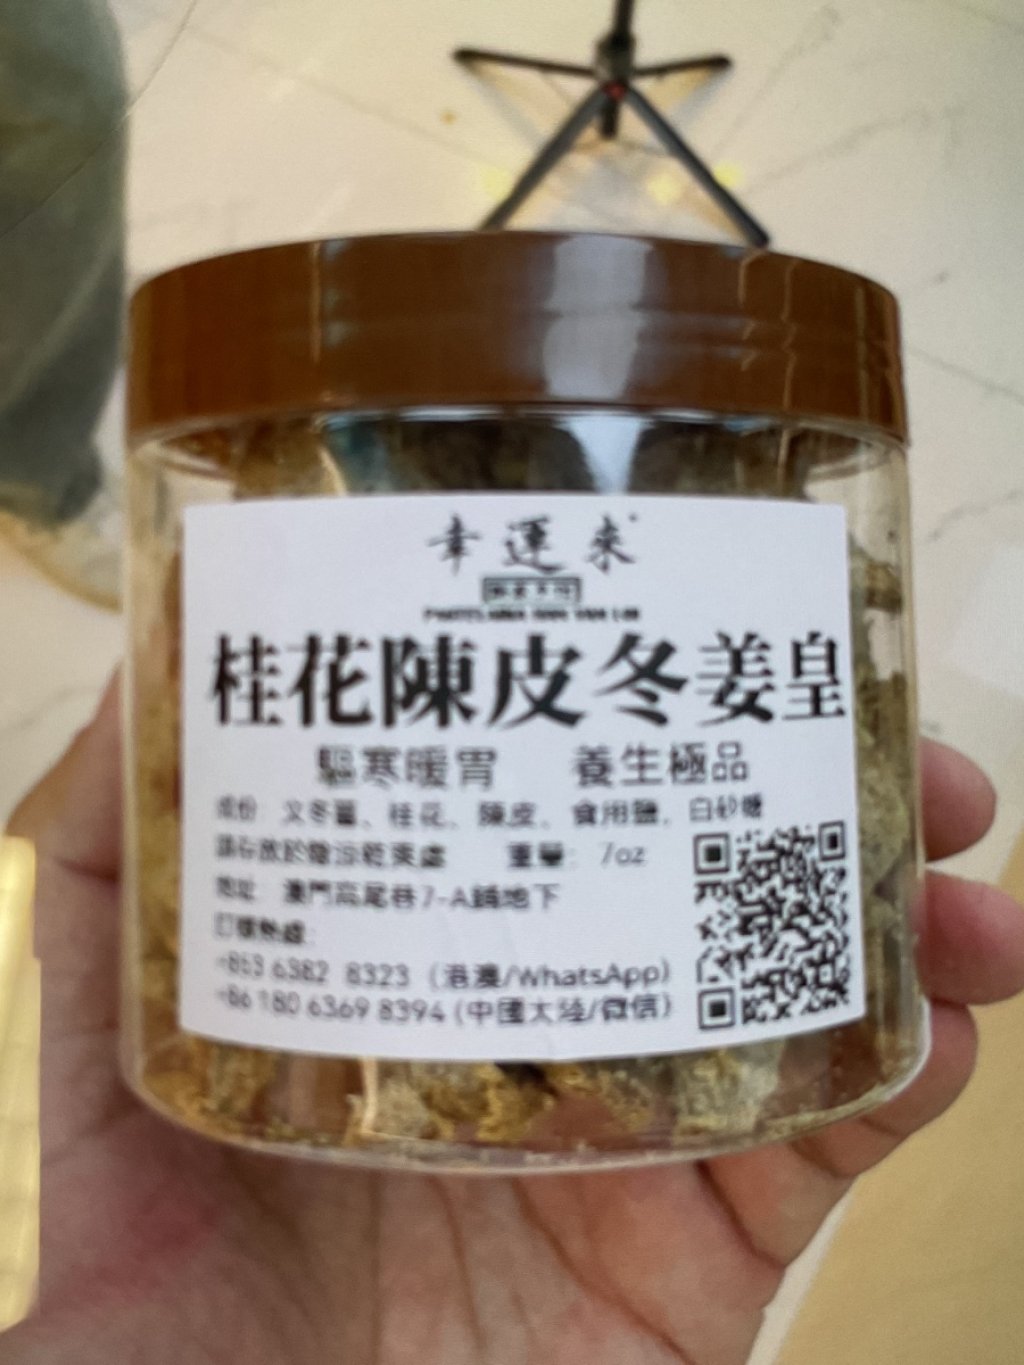 幸運來
桂花陳皮冬姜皇
驅寒暖胃 養生極品
成份: 文冬薑、桂花、陳皮、食用鹽、白砂糖
請存放於陰涼乾爽處 重量: 7oz
地址: 澳門高尾巷7-A鋪地下
訂購熱線:
+853 6382 8323 (港澳/WhatsApp)
+86 180 6369 8394 (中國大陸/微信)